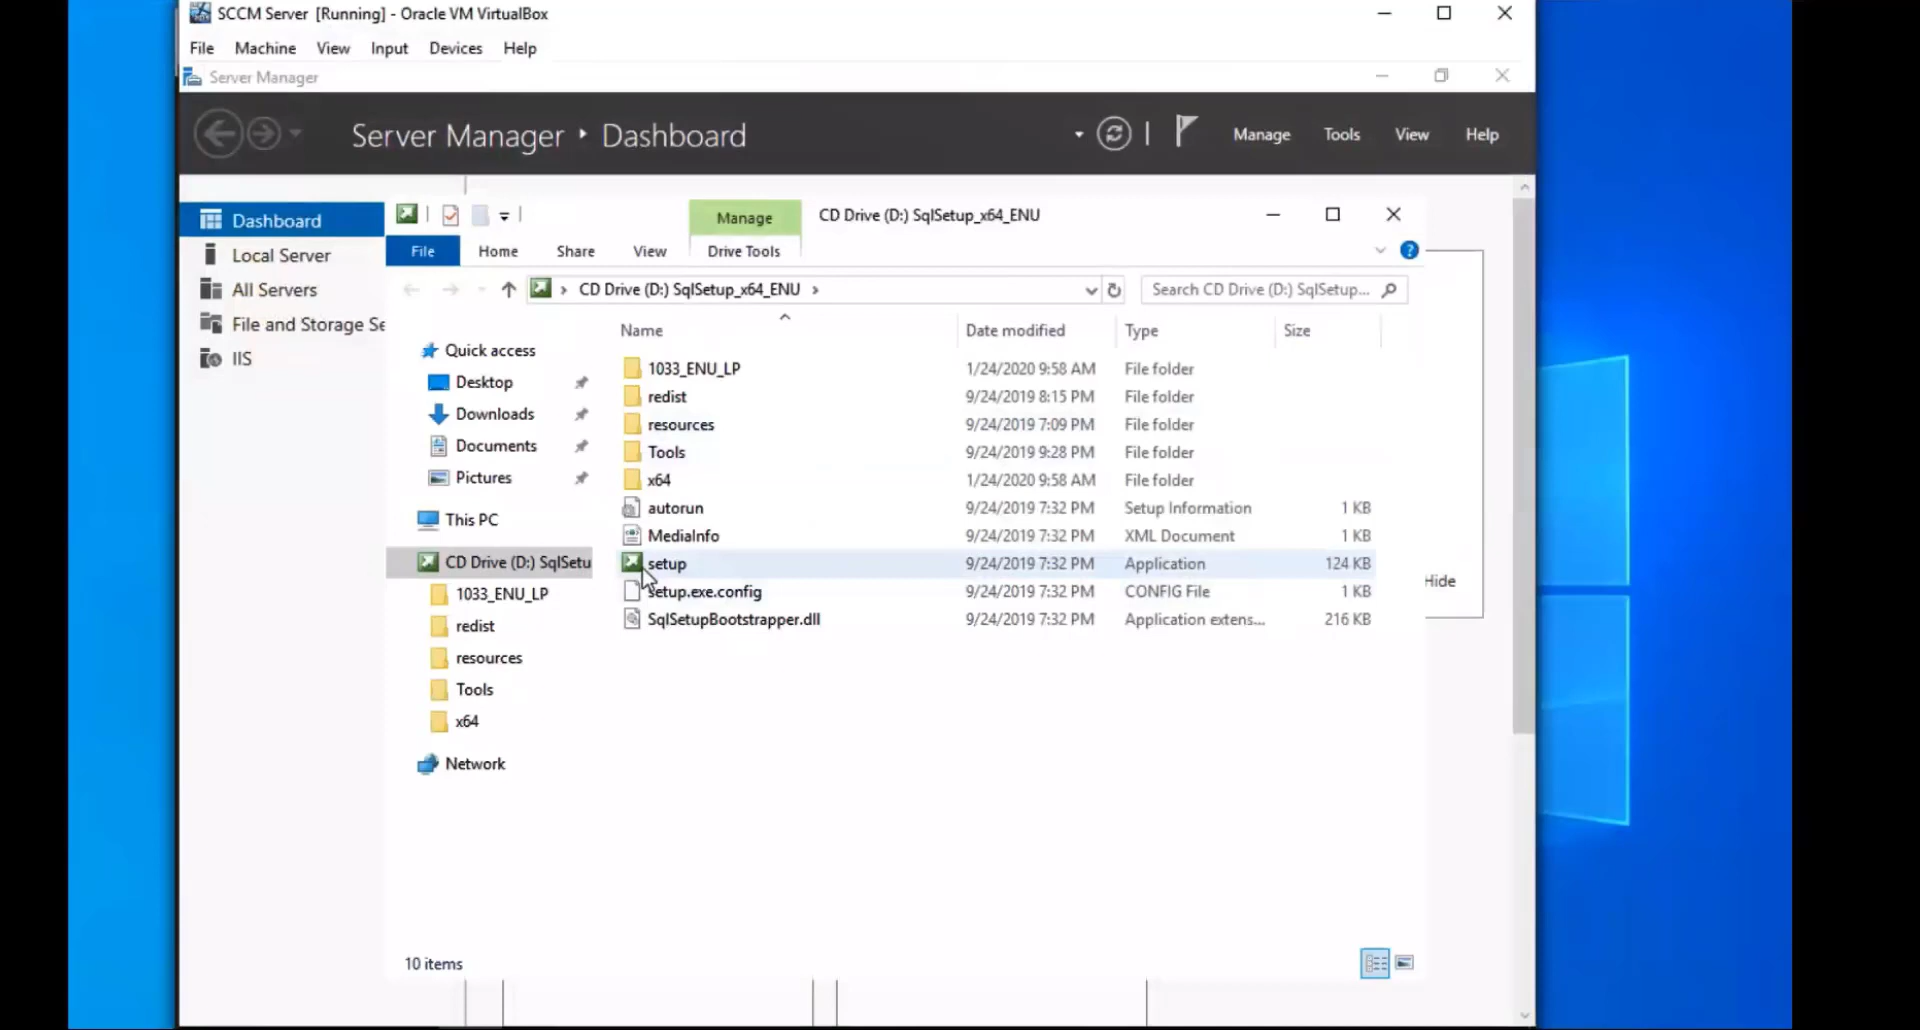 SCCM Server [Running] - Oracle VM VirtualBox
File Machine View Input Devices Help
Server Manager
Server Manager Dashboard
Manage Tools View Help
Dashboard
Local Server
All Servers
File and Storage Se
IIS
Manage
CD Drive (D:) SqlSetup_x64_ENU
File Home Share View Drive Tools
CD Drive (D:) SqlSetup_x64_ENU
Search CD Drive (D:) SqlSetup...
Quick access
Desktop
Downloads
Documents
Pictures
This PC
CD Drive (D:) SqlSetu
1033_ENU_LP
redist
resources
Tools
x64
Network
Name Date modified Type Size
1033_ENU_LP 1/24/2020 9:58 AM File folder
redist 9/24/2019 8:15 PM File folder
resources 9/24/2019 7:09 PM File folder
Tools 9/24/2019 9:28 PM File folder
x64 1/24/2020 9:58 AM File folder
autorun 9/24/2019 7:32 PM Setup Information 1 KB
MediaInfo 9/24/2019 7:32 PM XML Document 1 KB
setup 9/24/2019 7:32 PM Application 124 KB
setup.exe.config 9/24/2019 7:32 PM CONFIG File 1 KB
SqlSetupBootstrapper.dll 9/24/2019 7:32 PM Application extens... 216 KB
Hide
10 items